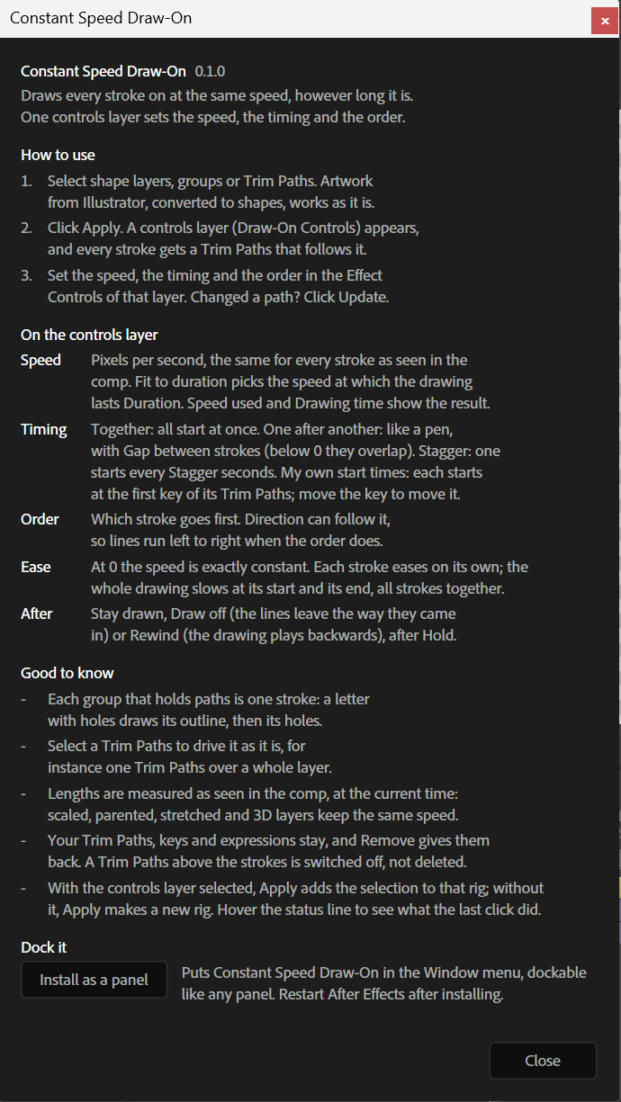 Constant Speed Draw-On
×
Constant Speed Draw-On 0.1.0
Draws every stroke on at the same speed, however long it is.
One controls layer sets the speed, the timing and the order.
How to use
1. Select shape layers, groups or Trim Paths. Artwork
from Illustrator, converted to shapes, works as it is.
2. Click Apply. A controls layer (Draw-On Controls) appears,
and every stroke gets a Trim Paths that follows it.
3. Set the speed, the timing and the order in the Effect
Controls of that layer. Changed a path? Click Update.
On the controls layer
Speed Pixels per second, the same for every stroke as seen in the
comp. Fit to duration picks the speed at which the drawing
lasts Duration. Speed used and Drawing time show the result.
Timing Together: all start at once. One after another: like a pen,
with Gap between strokes (below 0 they overlap). Stagger: one
starts every Stagger seconds. My own start times: each starts
at the first key of its Trim Paths; move the key to move it.
Order Which stroke goes first. Direction can follow it,
so lines run left to right when the order does.
Ease At 0 the speed is exactly constant. Each stroke eases on its own; the
whole drawing slows at its start and its end, all strokes together.
After Stay drawn, Draw off (the lines leave the way they came
in) or Rewind (the drawing plays backwards), after Hold.
Good to know
- Each group that holds paths is one stroke: a letter
with holes draws its outline, then its holes.
- Select a Trim Paths to drive it as it is, for
instance one Trim Paths over a whole layer.
- Lengths are measured as seen in the comp, at the current time:
scaled, parented, stretched and 3D layers keep the same speed.
- Your Trim Paths, keys and expressions stay, and Remove gives them
back. A Trim Paths above the strokes is switched off, not deleted.
- With the controls layer selected, Apply adds the selection to that rig; without
it, Apply makes a new rig. Hover the status line to see what the last click did.
Dock it
Install as a panel Puts Constant Speed Draw-On in the Window menu, dockable
like any panel. Restart After Effects after installing.
Close